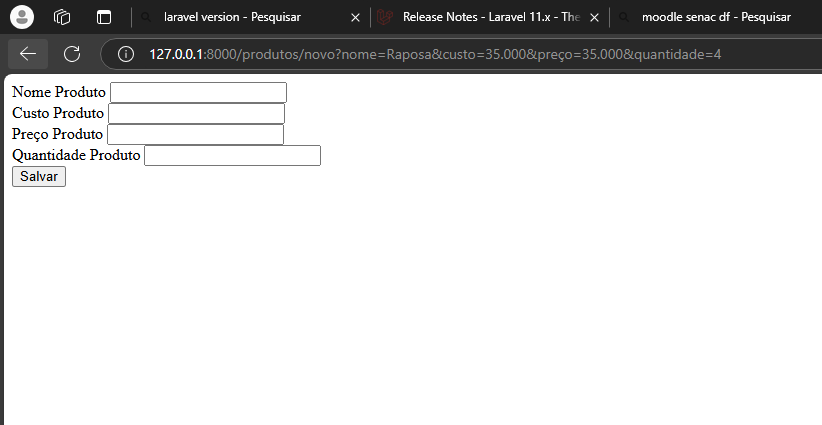 laravel version - Pesquisar
Release Notes - Laravel 11.x - The
moodle senac df - Pesquisar
127.0.0.1:8000/produtos/novo?nome=Raposa&custo=35.000&preço=35.000&quantidade=4
Nome Produto
Custo Produto
Preço Produto
Quantidade Produto
Salvar